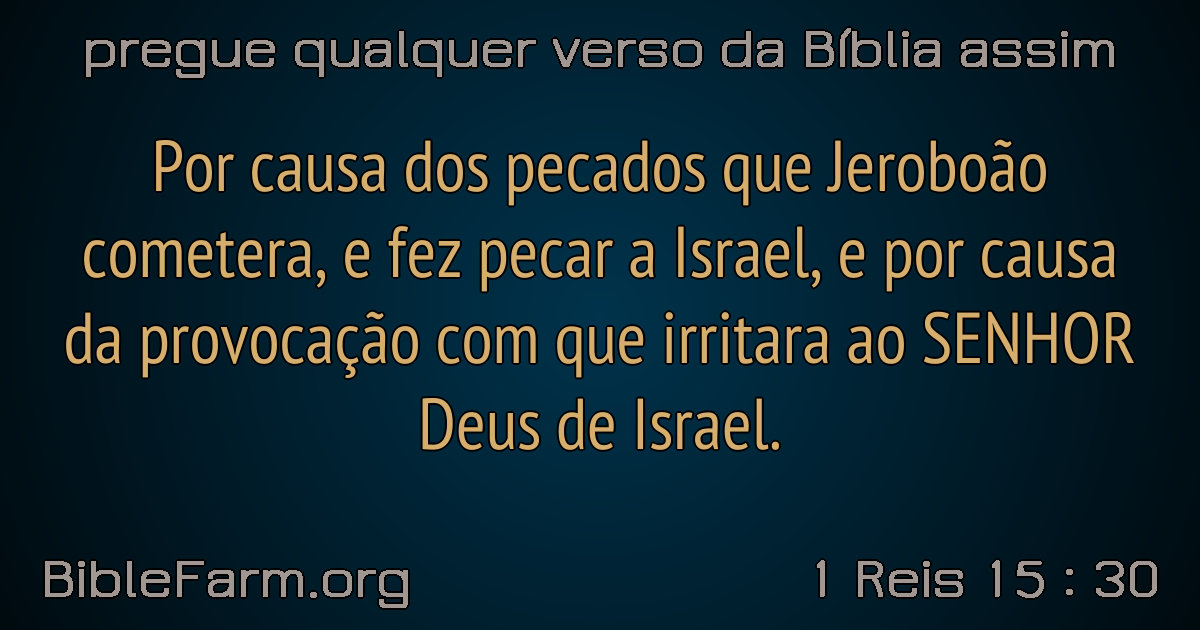 pregue qualquer verso da Bíblia assim
Por causa dos pecados que Jeroboão
cometera, e fez pecar a Israel, e por causa
da provocação com que irritara ao SENHOR
Deus de Israel.
BibleFarm.org
1 Reis 15 : 30